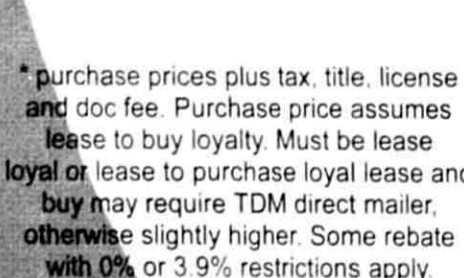 * purchase prices plus tax, title, license
and doc fee. Purchase price assumes
lease to buy loyalty. Must be lease
loyal or lease to purchase loyal lease and
buy may require TDM direct mailer,
otherwise slightly higher. Some rebate
with 0% or 3.9% restrictions apply